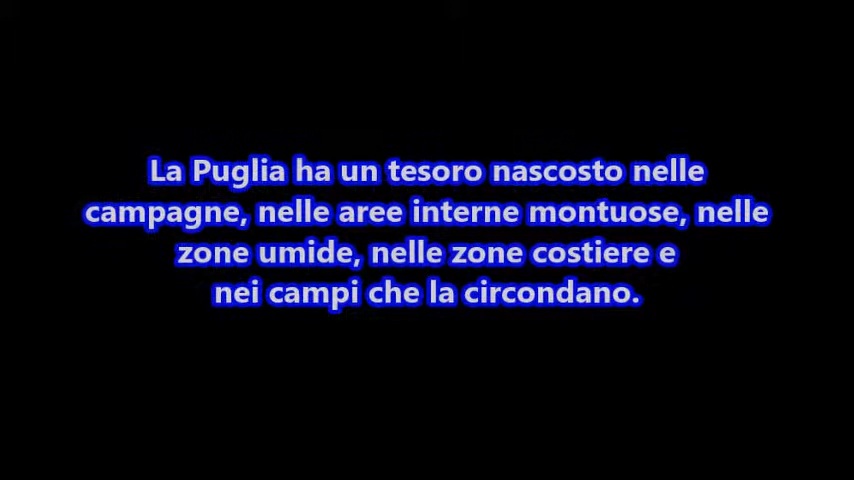 La Puglia ha un tesoro nascosto nelle
campagne, nelle aree interne montuose, nelle
zone umide, nelle zone costiere e
nei campi che la circondano.